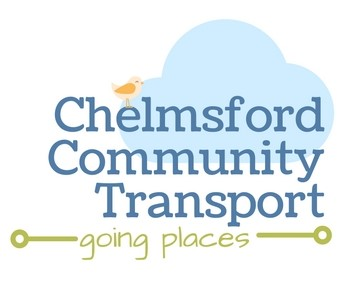 Chelmsford
Community
Transport
going places